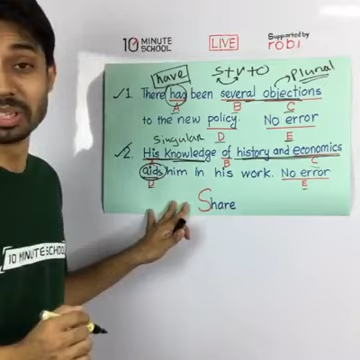 10 MINUTE SCHOOL
LIVE
Supported by robi
have S+V+O Plural
✓1. There has been several objections
A B C
to the new policy. No error
D E
Singular
✓2. His knowledge of history and economics
A B C
aids him in his work. No error
D E
Share
10 MINUTE SCHOOL